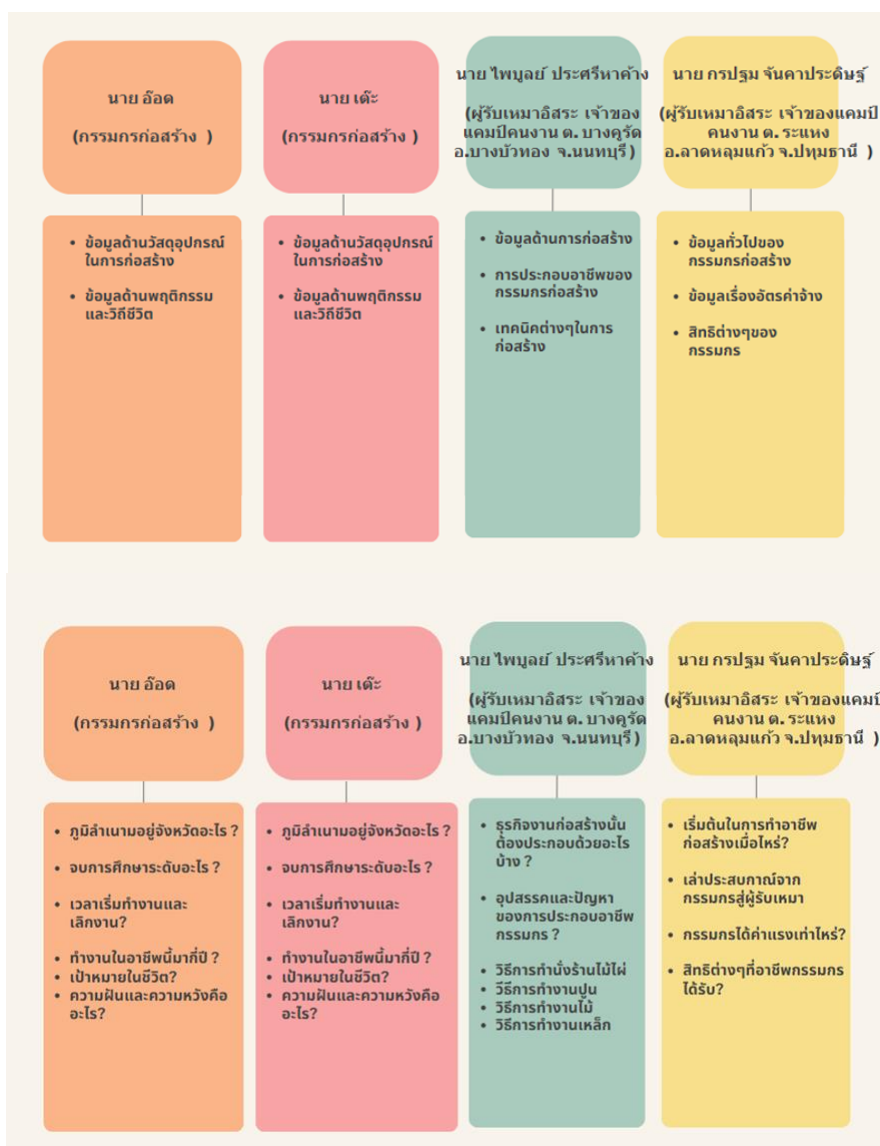 นาย อ๊อด
(กรรมกรก่อสร้าง )
นาย เต๊ะ
(กรรมกรก่อสร้าง )
นาย ไพบูลย์ ประศรีหาค้าง
(ผู้รับเหมาอิสระ เจ้าของ
แคมป์คนงาน ต. บางคูรัด
อ.บางบัวทอง จ.นนทบุรี )
นาย กรปฐม จันดาประดิษฐ์
(ผู้รับเหมาอิสระ เจ้าของแคมป์
คนงาน ต. ระแหง
อ.ลาดหลุมแก้ว จ.ปทุมธานี )
• ข้อมูลด้านวัสดุอุปกรณ์
ในการก่อสร้าง
• ข้อมูลด้านพฤติกรรม
และวิถีชีวิต
• ข้อมูลด้านวัสดุอุปกรณ์
ในการก่อสร้าง
• ข้อมูลด้านพฤติกรรม
และวิถีชีวิต
• ข้อมูลด้านการก่อสร้าง
• การประกอบอาชีพของ
กรรมกรก่อสร้าง
• เทคนิคต่างๆในการ
ก่อสร้าง
• ข้อมูลทั่วไปของ
กรรมกรก่อสร้าง
• ข้อมูลเรื่องอัตราค่าจ้าง
• สิทธิต่างๆของ
กรรมกร
นาย อ๊อด
(กรรมกรก่อสร้าง )
นาย เต๊ะ
(กรรมกรก่อสร้าง )
นาย ไพบูลย์ ประศรีหาค้าง
(ผู้รับเหมาอิสระ เจ้าของ
แคมป์คนงาน ต. บางคูรัด
อ.บางบัวทอง จ.นนทบุรี )
นาย กรปฐม จันดาประดิษฐ์
(ผู้รับเหมาอิสระ เจ้าของแคมป์
คนงาน ต. ระแหง
อ.ลาดหลุมแก้ว จ.ปทุมธานี )
• ภูมิลำเนามอยู่จังหวัดอะไร ?
• จบการศึกษาระดับอะไร ?
• เวลาเริ่มทำงานและ
เลิกงาน?
• ทำงานในอาชีพนี้มากี่ปี ?
• เป้าหมายในชีวิต?
• ความฝันและความหวังคือ
อะไร?
• ภูมิลำเนามอยู่จังหวัดอะไร ?
• จบการศึกษาระดับอะไร ?
• เวลาเริ่มทำงานและ
เลิกงาน?
• ทำงานในอาชีพนี้มากี่ปี ?
• เป้าหมายในชีวิต?
• ความฝันและความหวังคือ
อะไร?
• ธุรกิจงานก่อสร้างนั้น
ต้องประกอบด้วยอะไร
บ้าง ?
• อุปสรรคและปัญหา
ของการประกอบอาชีพ
กรรมกร ?
• วิธีการทำนั่งร้านไม้ไผ่
• วีธีการทำงานปูน
• วิธีการทำงานไม้
• วิธีการทำงานเหล็ก
• เริ่มต้นในการทำอาชีพ
ก่อสร้างเมื่อไหร่?
• เล่าประสบกาณ์จาก
กรรมกรสู่ผู้รับเหมา
• กรรมกรได้ค่าแรงเท่าไหร่?
• สิทธิต่างๆที่อาชีพกรรมกร
ได้รับ?